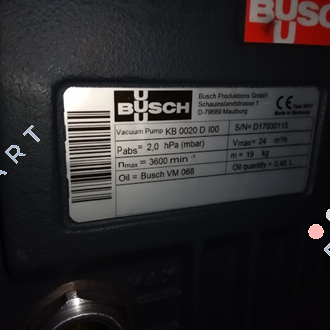 BUSCH
BUSCH
Busch Produktions GmbH
Schauinslandstrasse 1
D-79689 Maulburg
Made in Germany
Vacuum Pump KB 0020 D I00 S/N= D17030115
Pabs = 2,0 hPa (mbar) Vmax = 24 m³/h
nmax = 3600 min⁻¹ m = 19 kg
Oil = Busch VM 068 Oil quantity = 0,45 L
ART